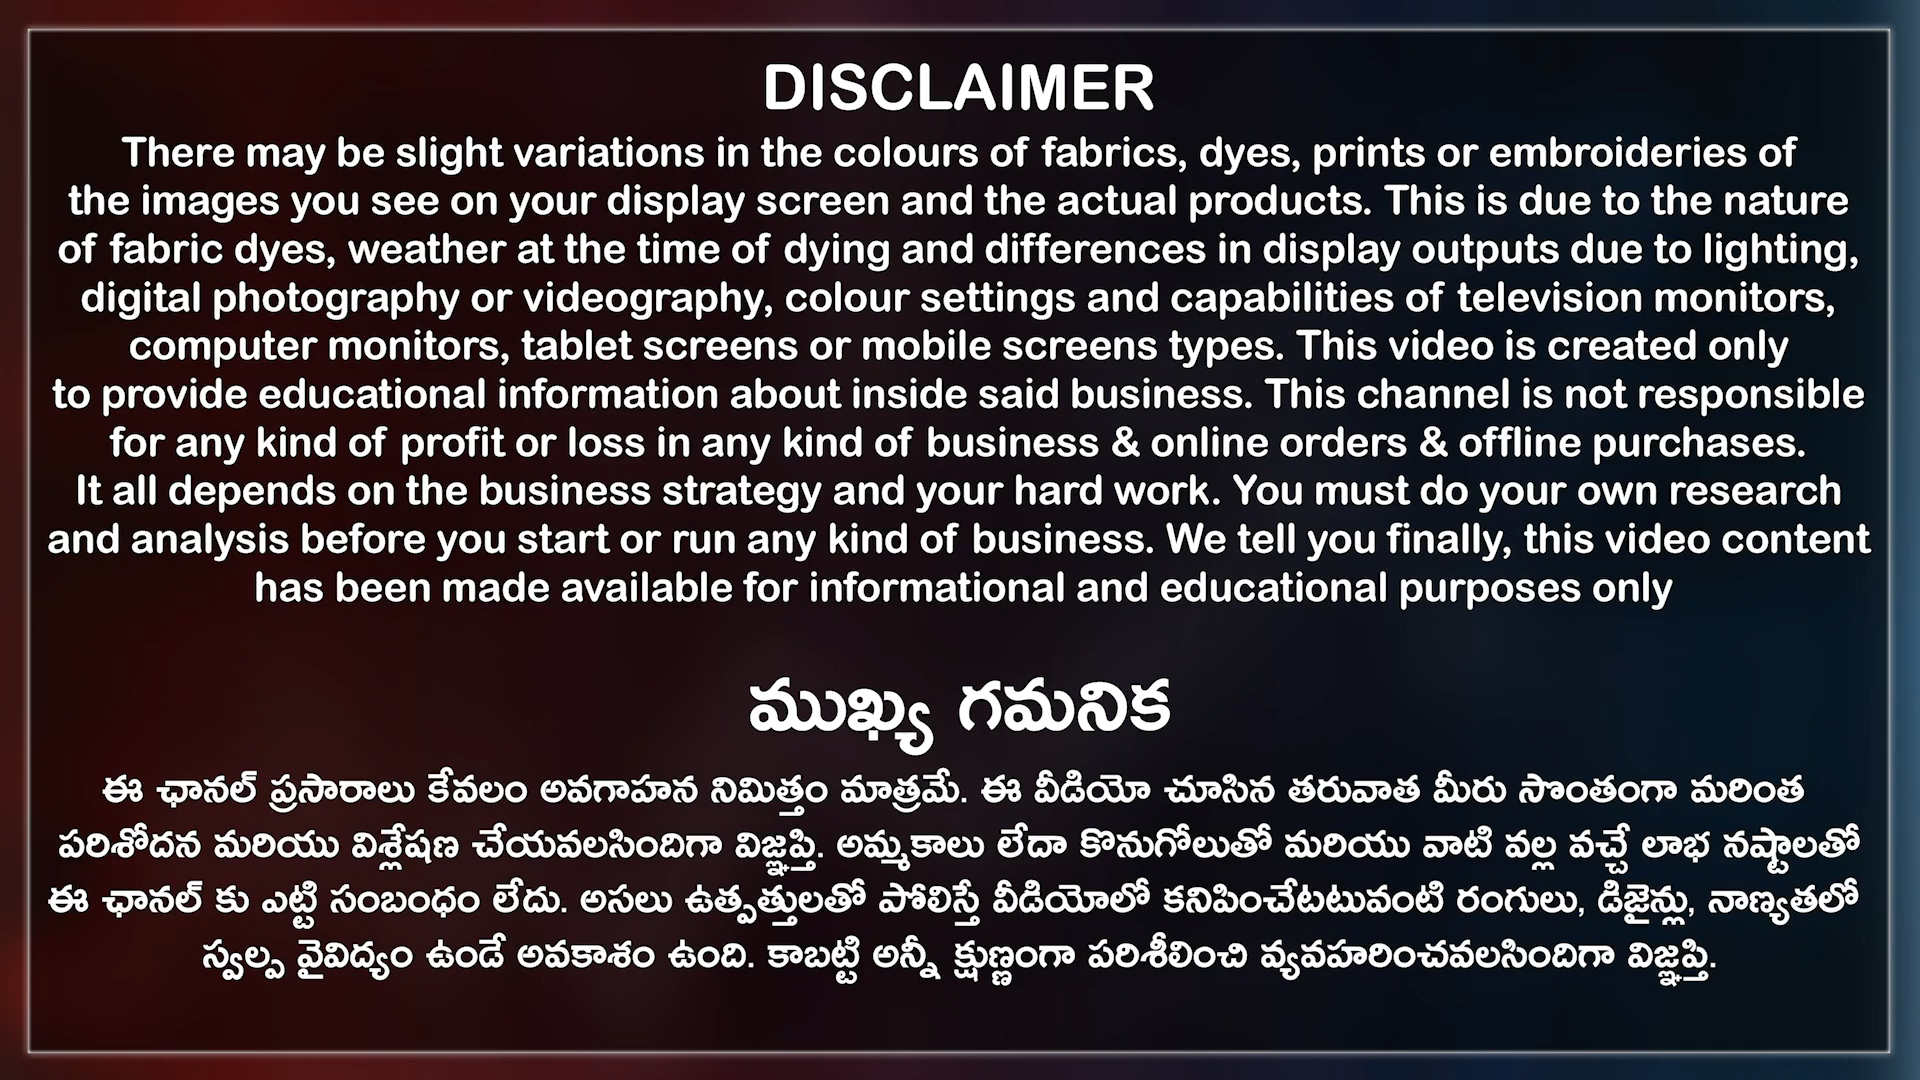 DISCLAIMER
There may be slight variations in the colours of fabrics, dyes, prints or embroideries of
the images you see on your display screen and the actual products. This is due to the nature
of fabric dyes, weather at the time of dying and differences in display outputs due to lighting,
digital photography or videography, colour settings and capabilities of television monitors,
computer monitors, tablet screens or mobile screens types. This video is created only
to provide educational information about inside said business. This channel is not responsible
for any kind of profit or loss in any kind of business & online orders & offline purchases.
It all depends on the business strategy and your hard work. You must do your own research
and analysis before you start or run any kind of business. We tell you finally, this video content
has been made available for informational and educational purposes only
ముఖ్య గమనిక
ఈ ఛానల్ ప్రసారాలు కేవలం అవగాహన నిమిత్తం మాత్రమే. ఈ వీడియో చూసిన తరువాత మీరు సొంతంగా మరింత
పరిశోదన మరియు విశ్లేషణ చేయవలసిందిగా విజ్ఞప్తి. అమ్మకాలు లేదా కొనుగోలుతో మరియు వాటి వల్ల వచ్చే లాభ నష్టాలతో
ఈ ఛానల్ కు ఎట్టి సంబంధం లేదు. అసలు ఉత్పత్తులతో పోలిస్తే వీడియోలో కనిపించేటటువంటి రంగులు, డిజైన్లు, నాణ్యతలో
స్వల్ప వైవిద్యం ఉండే అవకాశం ఉంది. కాబట్టి అన్నీ క్షుణ్ణంగా పరిశీలించి వ్యవహరించవలసిందిగా విజ్ఞప్తి.